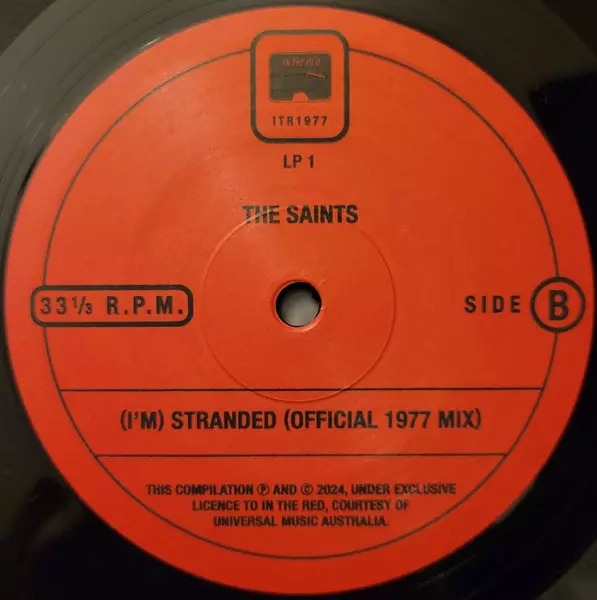 IN THE RED
ITR1977
LP 1
THE SAINTS
33 1/3 R.P.M.
SIDE B
(I'M) STRANDED (OFFICIAL 1977 MIX)
THIS COMPILATION Ⓟ AND © 2024, UNDER EXCLUSIVE
LICENCE TO IN THE RED, COURTESY OF
UNIVERSAL MUSIC AUSTRALIA.